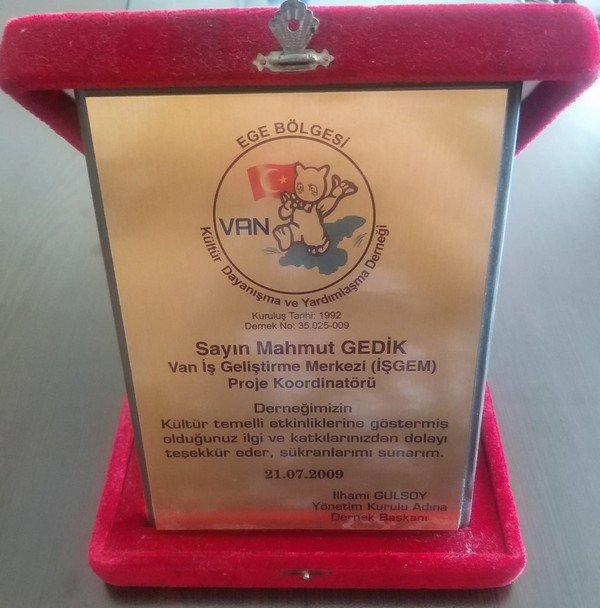 EGE BÖLGESİ
VAN
Kültür Dayanışma ve Yardımlaşma Derneği
Kuruluş Tarihi: 1992
Dernek No: 35.025-009
Sayın Mahmut GEDİK
Van İş Geliştirme Merkezi (İŞGEM)
Proje Koordinatörü
Derneğimizin
Kültür temelli etkinliklerine göstermiş
olduğunuz ilgi ve katkılarınızdan dolayı
teşekkür eder, şükranlarımı sunarım.
21.07.2009
İlhami GULSOY
Yönetim Kurulu Adına
Dernek Başkanı